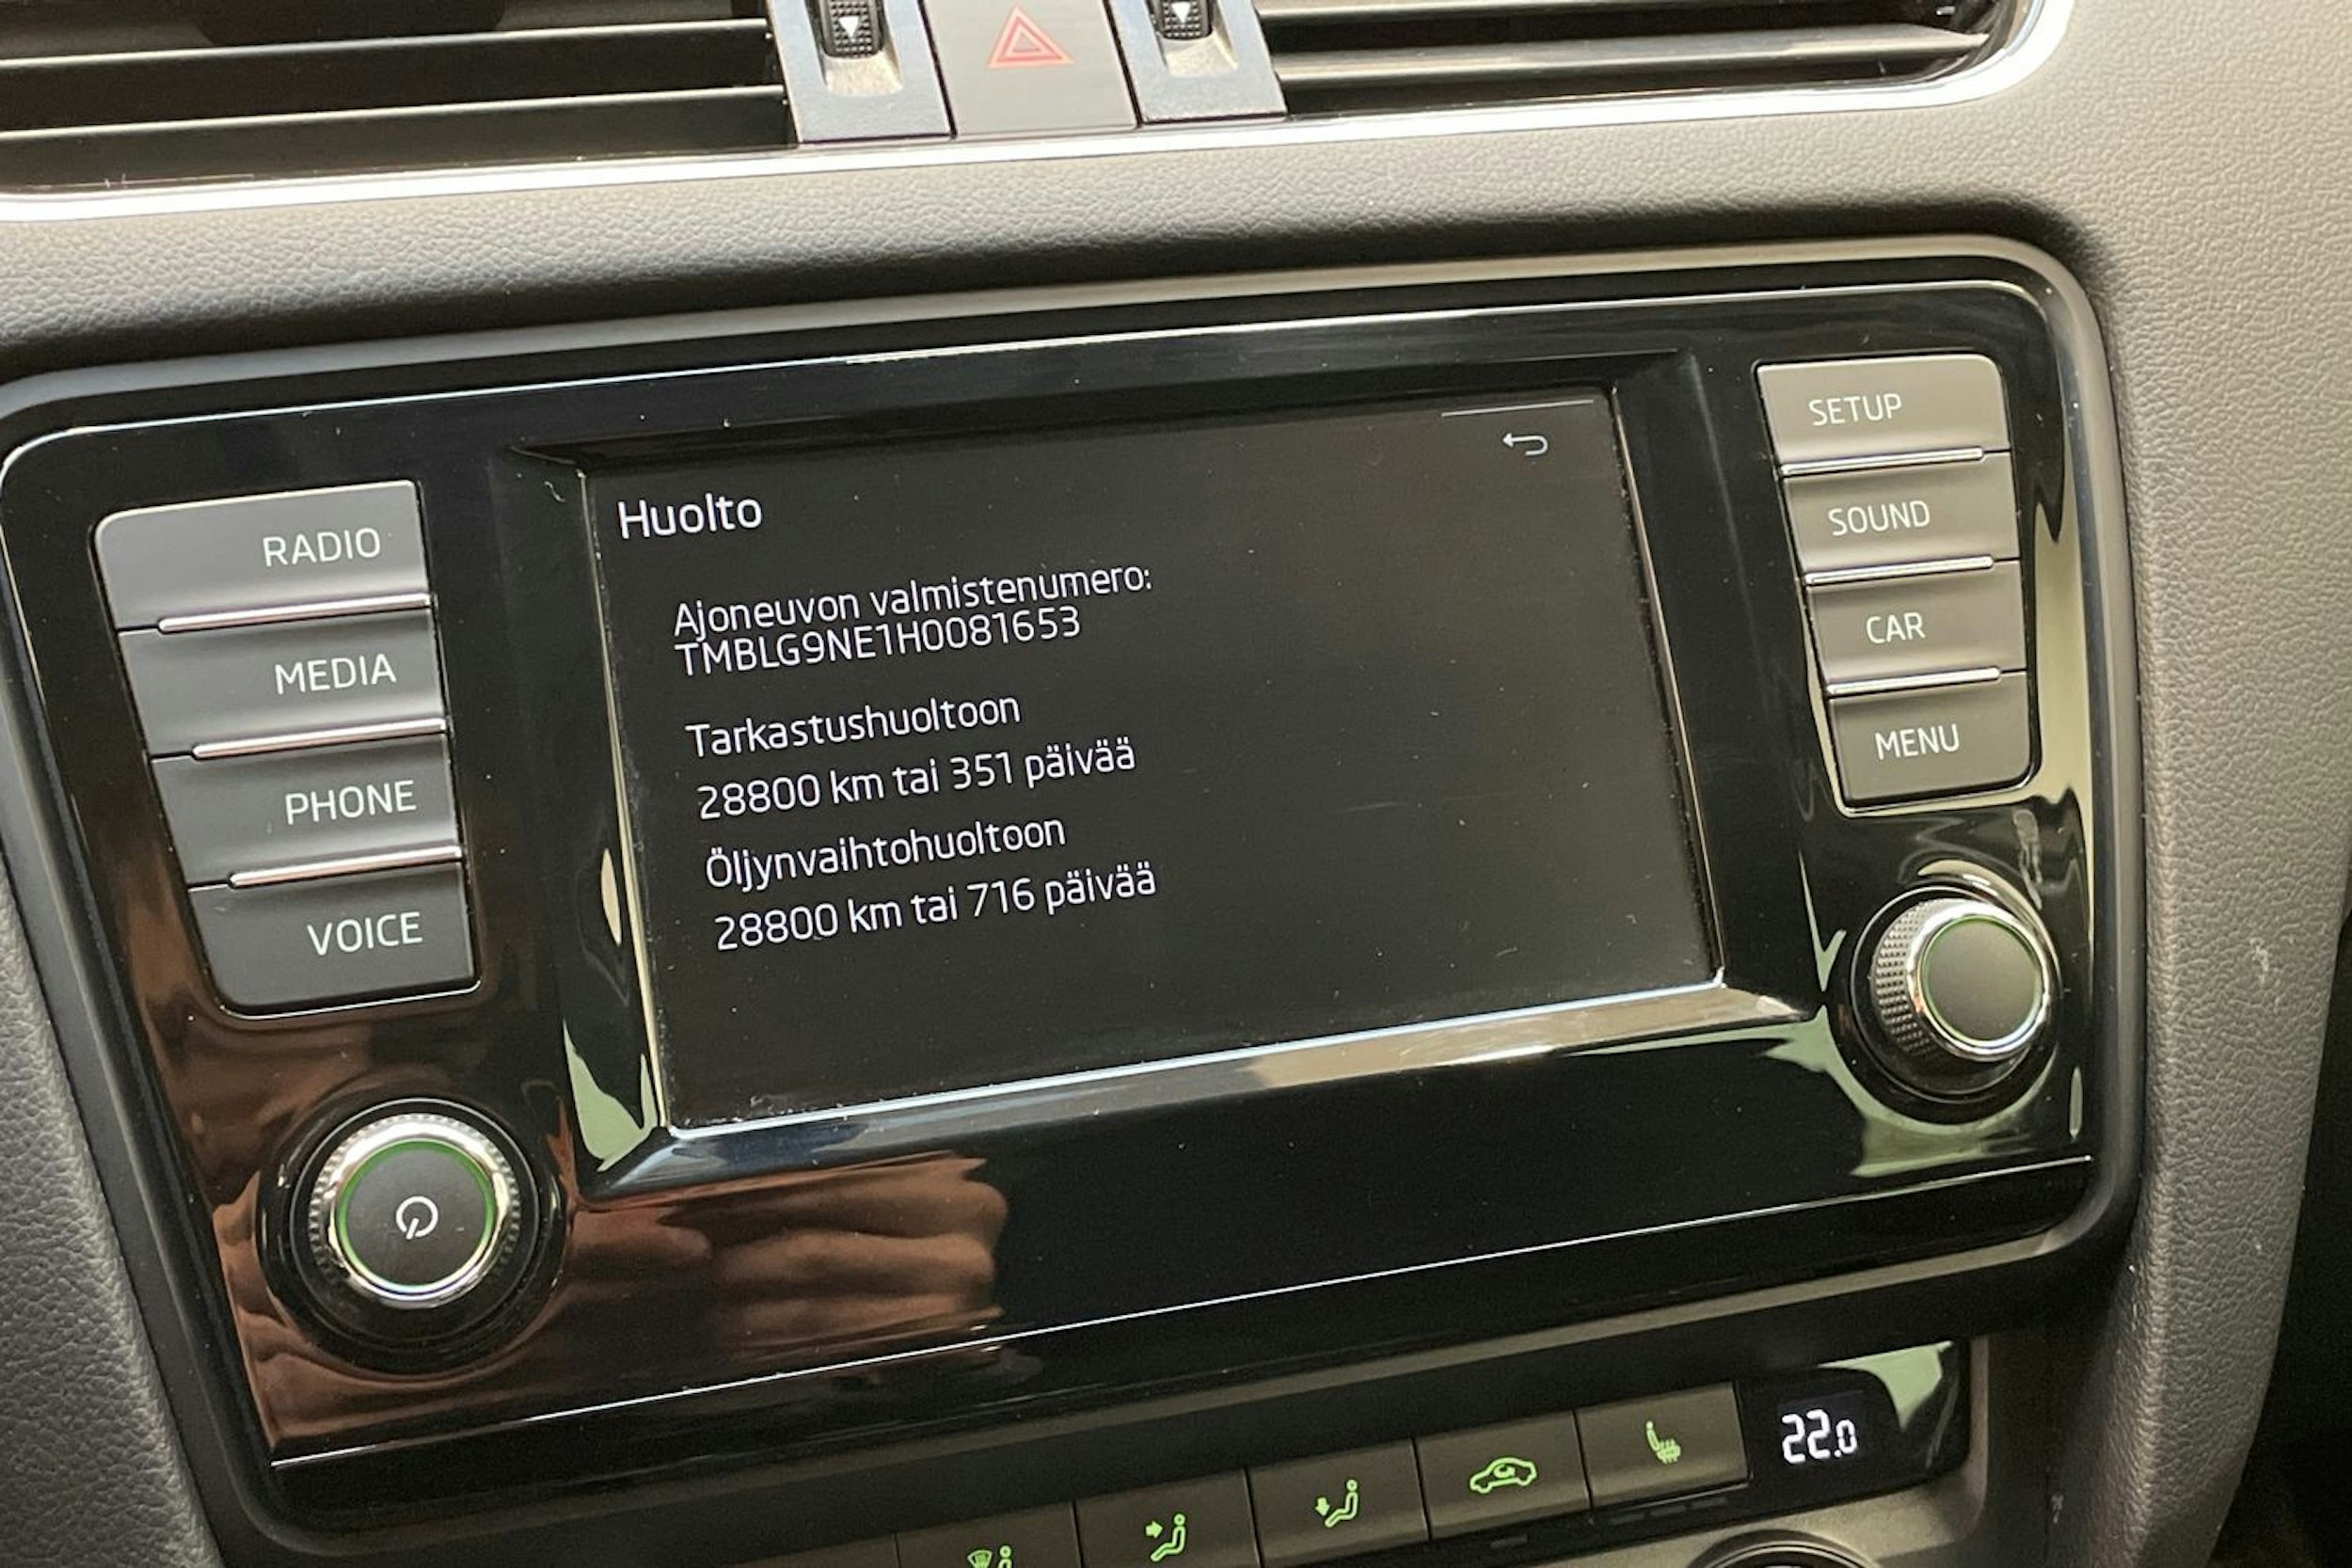 RADIO
MEDIA
PHONE
VOICE
Huolto
Ajoneuvon valmistenumero:
TMBLG9NE1H0081653
Tarkastushuoltoon
28800 km tai 351 päivää
Öljynvaihtohuoltoon
28800 km tai 716 päivää
SETUP
SOUND
CAR
MENU
22.0